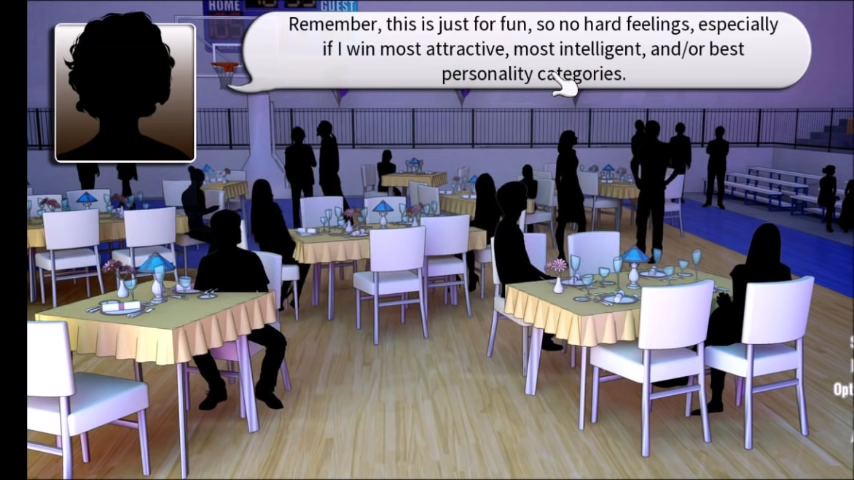 HOME
GUEST
Remember, this is just for fun, so no hard feelings, especially
if I win most attractive, most intelligent, and/or best
personality categories.
Opt